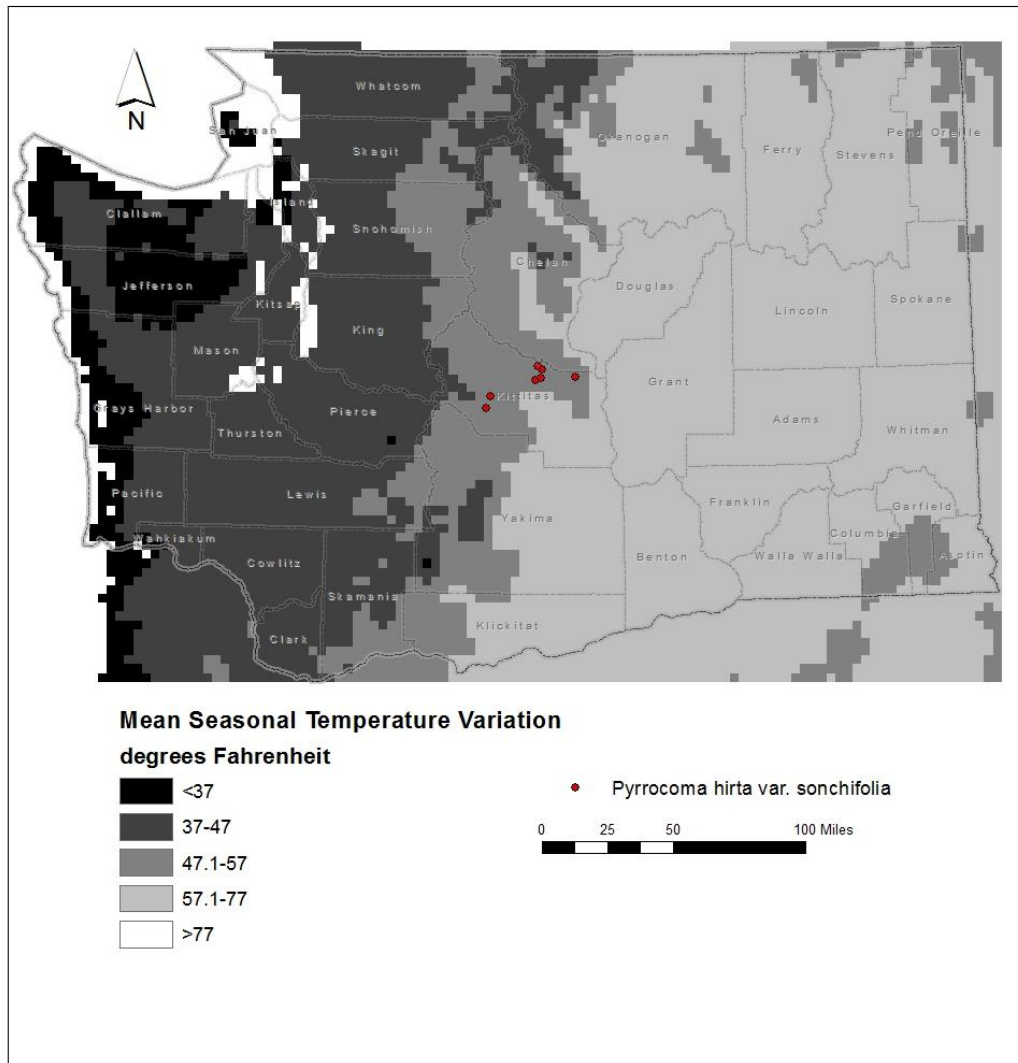 N
Whatcom
San Juan
Okanogan
Pend Oreille
Skagit
Ferry
Stevens
Island
Clallam
Snohomish
Chelan
Jefferson
Douglas
Kitsap
Lincoln
Spokane
King
Mason
Grant
Kittitas
Grays Harbor
Pierce
Adams
Thurston
Whitman
Pacific
Lewis
Franklin
Garfield
Yakima
Columbia
Wahkiakum
Benton
Walla Walla
Asotin
Cowlitz
Skamania
Klickitat
Clark
Mean Seasonal Temperature Variation
degrees Fahrenheit
<37
37-47
47.1-57
57.1-77
>77
Pyrrocoma hirta var. sonchifolia
0 25 50 100 Miles